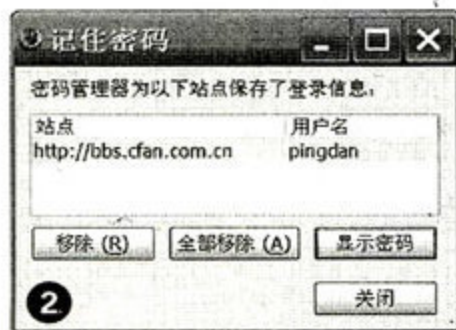 记住密码
密码管理器为以下站点保存了登录信息:
站点 用户名
http://bbs.cfan.com.cn pingdan
移除 (R) 全部移除 (A) 显示密码
2 关闭